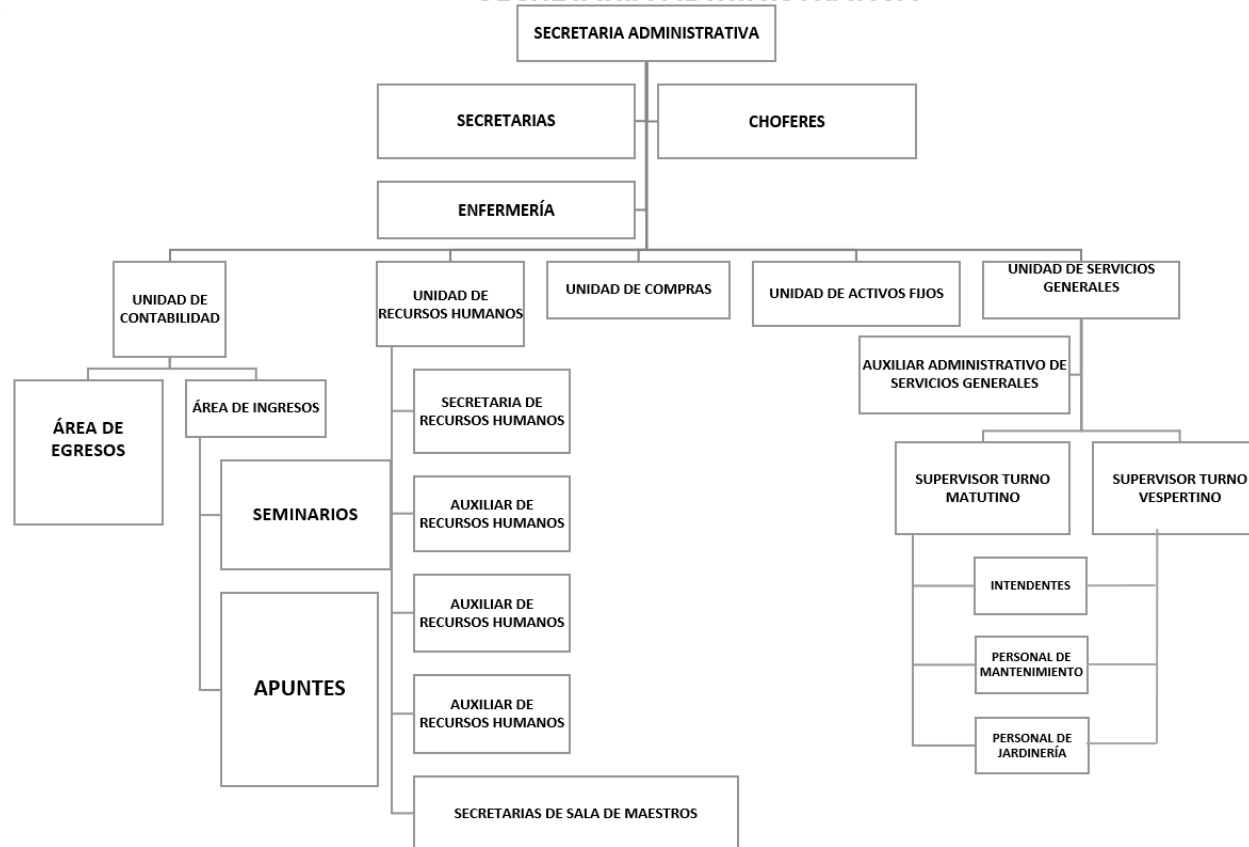 SECRETARIA ADMINISTRATIVA
SECRETARIA ADMINISTRATIVA
SECRETARIAS
CHOFERES
ENFERMERÍA
UNIDAD DE
CONTABILIDAD
UNIDAD DE
RECURSOS HUMANOS
UNIDAD DE COMPRAS
UNIDAD DE ACTIVOS FIJOS
UNIDAD DE SERVICIOS
GENERALES
ÁREA DE
EGRESOS
ÁREA DE INGRESOS
SEMINARIOS
APUNTES
SECRETARIA DE
RECURSOS HUMANOS
AUXILIAR DE
RECURSOS HUMANOS
AUXILIAR DE
RECURSOS HUMANOS
AUXILIAR DE
RECURSOS HUMANOS
SECRETARIAS DE SALA DE MAESTROS
AUXILIAR ADMINISTRATIVO DE
SERVICIOS GENERALES
SUPERVISOR TURNO
MATUTINO
SUPERVISOR TURNO
VESPERTINO
INTENDENTES
PERSONAL DE
MANTENIMIENTO
PERSONAL DE
JARDINERÍA